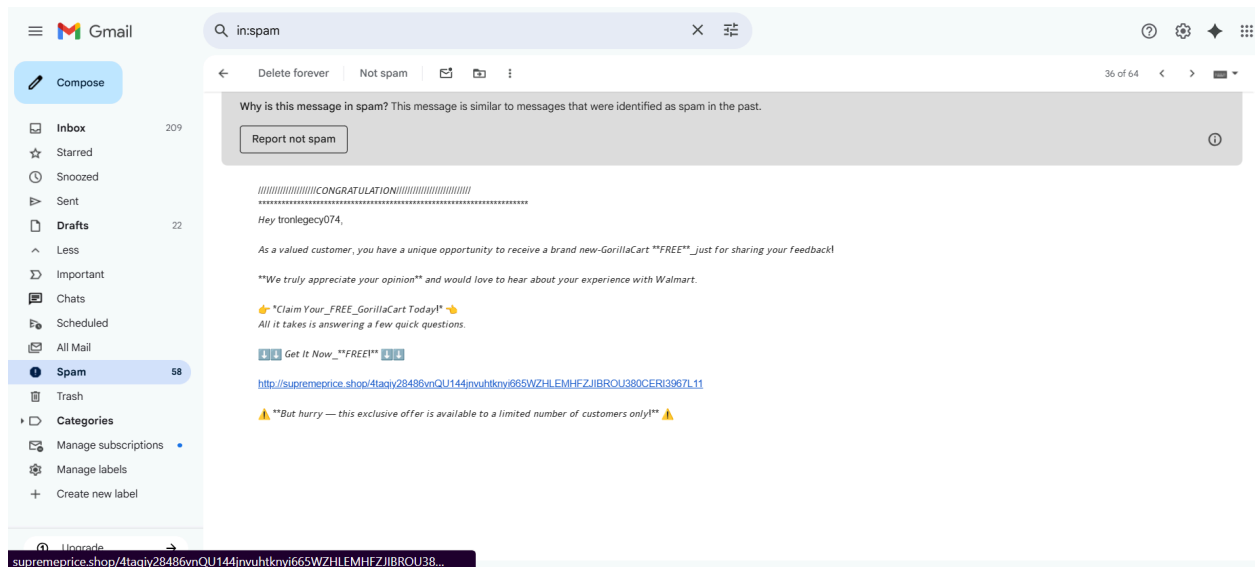 Gmail
in:spam
Compose
Delete forever
Not spam
36 of 64
Why is this message in spam? This message is similar to messages that were identified as spam in the past.
Report not spam
Inbox 209
Starred
Snoozed
Sent
Drafts 22
Less
Important
Chats
Scheduled
All Mail
Spam 58
Trash
Categories
Manage subscriptions
Manage labels
Create new label
Upgrade
/////////////////////CONGRATULATION///////////////////////////
***********************************************************************
Hey tronlegecy074,
As a valued customer, you have a unique opportunity to receive a brand new-GorillaCart **FREE**_just for sharing your feedback!
**We truly appreciate your opinion** and would love to hear about your experience with Walmart.
👉 *Claim Your_FREE_GorillaCart Today!* 👈
All it takes is answering a few quick questions.
⬇️⬇️ Get It Now_**FREE!** ⬇️⬇️
http://supremeprice.shop/4taqiy28486vnQU144jnvuhtknyi665WZHLEMHFZJIBROU380CERI3967L11
⚠️ **But hurry — this exclusive offer is available to a limited number of customers only!** ⚠️
supremeprice.shop/4taqiy28486vnQU144jnvuhtknyi665WZHLEMHFZJIBROU38...